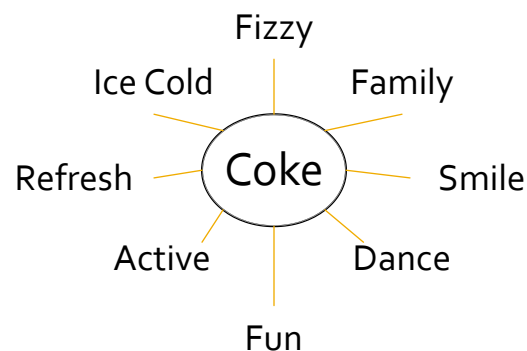 Fizzy
Ice Cold
Family
Refresh
Coke
Smile
Active
Dance
Fun